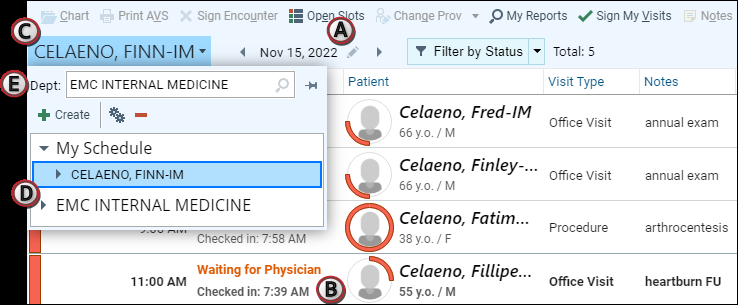 Chart Print AVS Sign Encounter Open Slots Change Prov My Reports Sign My Visits Notes
A
C
CELAENO, FINN-IM Nov 15, 2022 Filter by Status Total: 5
E
Dept: EMC INTERNAL MEDICINE
Patient Visit Type Notes
Create
Celaeno, Fred-IM
66 y.o. / M
Office Visit annual exam
My Schedule
CELAENO, FINN-IM
Celaeno, Finley-...
66 y.o. / M
Office Visit annual exam
D
EMC INTERNAL MEDICINE
Celaeno, Fatim...
Checked in: 7:58 AM 38 y.o. / F
Procedure arthrocentesis
11:00 AM Waiting for Physician
Checked in: 7:39 AM
B
Celaeno, Fillipe...
55 y.o. / M
Office Visit heartburn FU